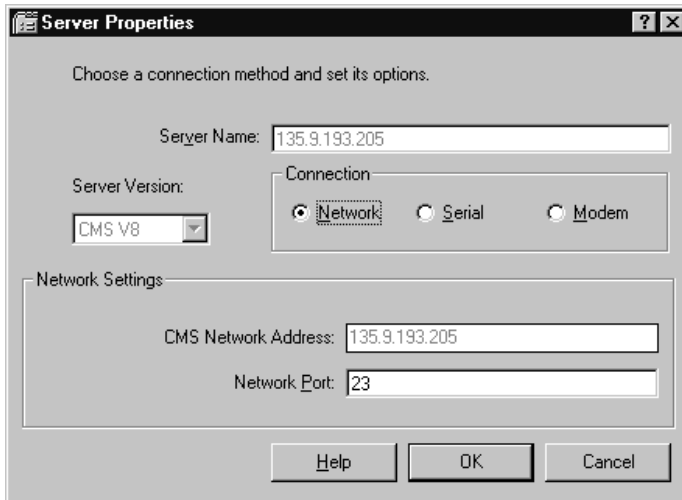 Server Properties
Choose a connection method and set its options.
Server Name: 135.9.193.205
Server Version:
CMS V8
Connection
Network Serial Modem
Network Settings
CMS Network Address: 135.9.193.205
Network Port: 23
Help OK Cancel